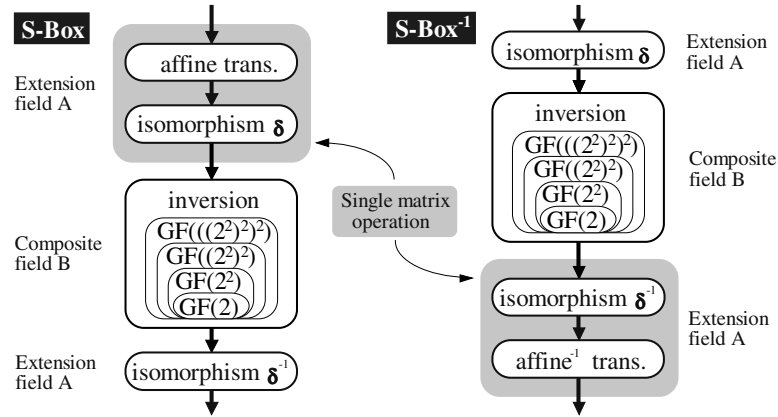 S-Box
affine trans.
Extension
field A
isomorphism δ
inversion
GF(((2²)²)²)
GF((2²)²)
GF(2²)
GF(2)
Composite
field B
Extension
field A
isomorphism δ⁻¹
Single matrix
operation
S-Box⁻¹
isomorphism δ
Extension
field A
inversion
GF(((2²)²)²)
GF((2²)²)
GF(2²)
GF(2)
Composite
field B
isomorphism δ⁻¹
Extension
field A
affine⁻¹ trans.